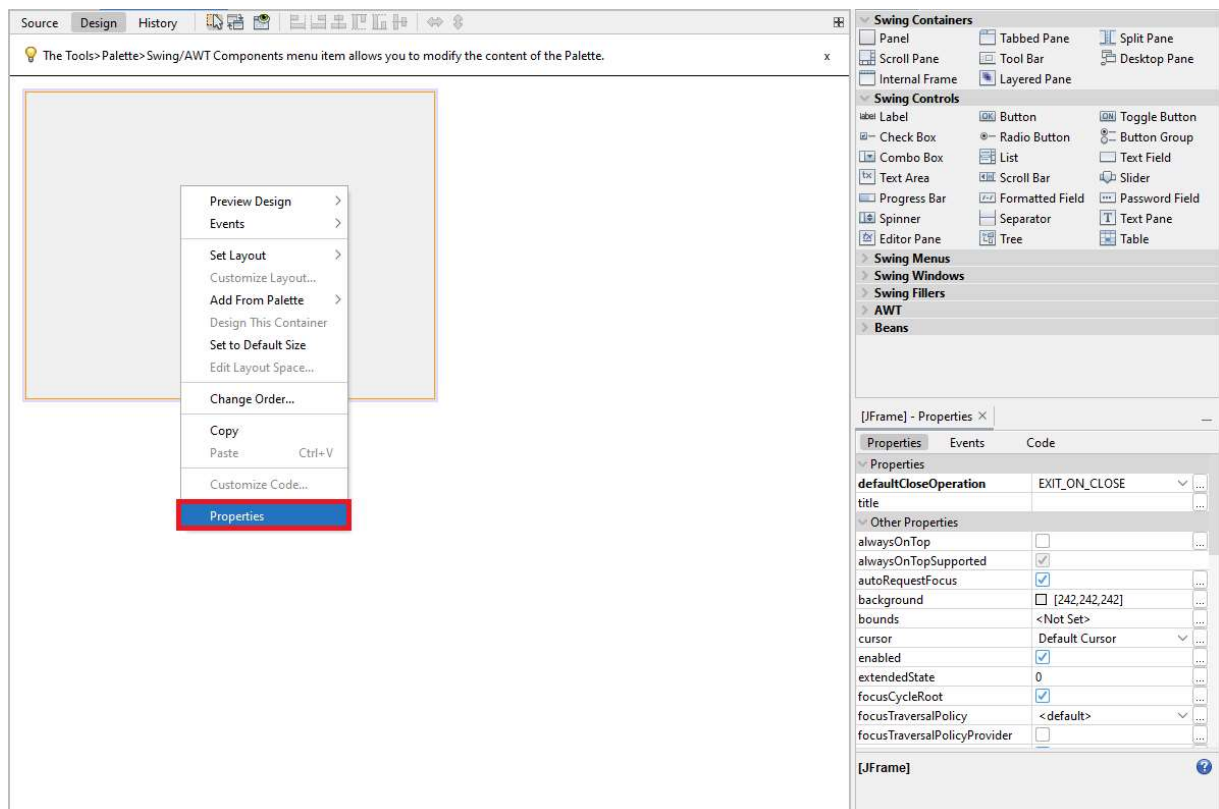 Source Design History
The Tools>Palette>Swing/AWT Components menu item allows you to modify the content of the Palette. x
Preview Design
Events
Set Layout
Customize Layout...
Add From Palette
Design This Container
Set to Default Size
Edit Layout Space...
Change Order...
Copy
Paste Ctrl+V
Customize Code...
Properties
Swing Containers
Panel Tabbed Pane Split Pane
Scroll Pane Tool Bar Desktop Pane
Internal Frame Layered Pane
Swing Controls
label Label OK Button ON Toggle Button
Check Box Radio Button Button Group
Combo Box List Text Field
tx Text Area Scroll Bar Slider
Progress Bar Formatted Field Password Field
Spinner Separator T Text Pane
Editor Pane Tree Table
Swing Menus
Swing Windows
Swing Fillers
AWT
Beans
[JFrame] - Properties ×
Properties Events Code
Properties
defaultCloseOperation EXIT_ON_CLOSE ...
title ...
Other Properties
alwaysOnTop ...
alwaysOnTopSupported
autoRequestFocus ...
background [242,242,242] ...
bounds <Not Set> ...
cursor Default Cursor ...
enabled ...
extendedState 0 ...
focusCycleRoot ...
focusTraversalPolicy <default> ...
focusTraversalPolicyProvider ...
[JFrame] ?